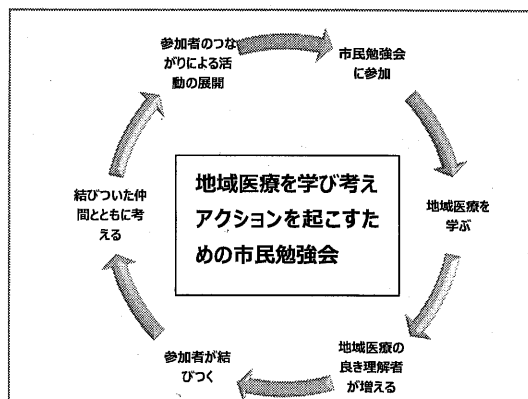 地域医療を学び考え
アクションを起こすた
めの市民勉強会
市民勉強会
に参加
地域医療を
学ぶ
地域医療の
良き理解者
が増える
参加者が結
びつく
結びついた仲
間とともに考
える
参加者のつな
がりによる活
動の展開